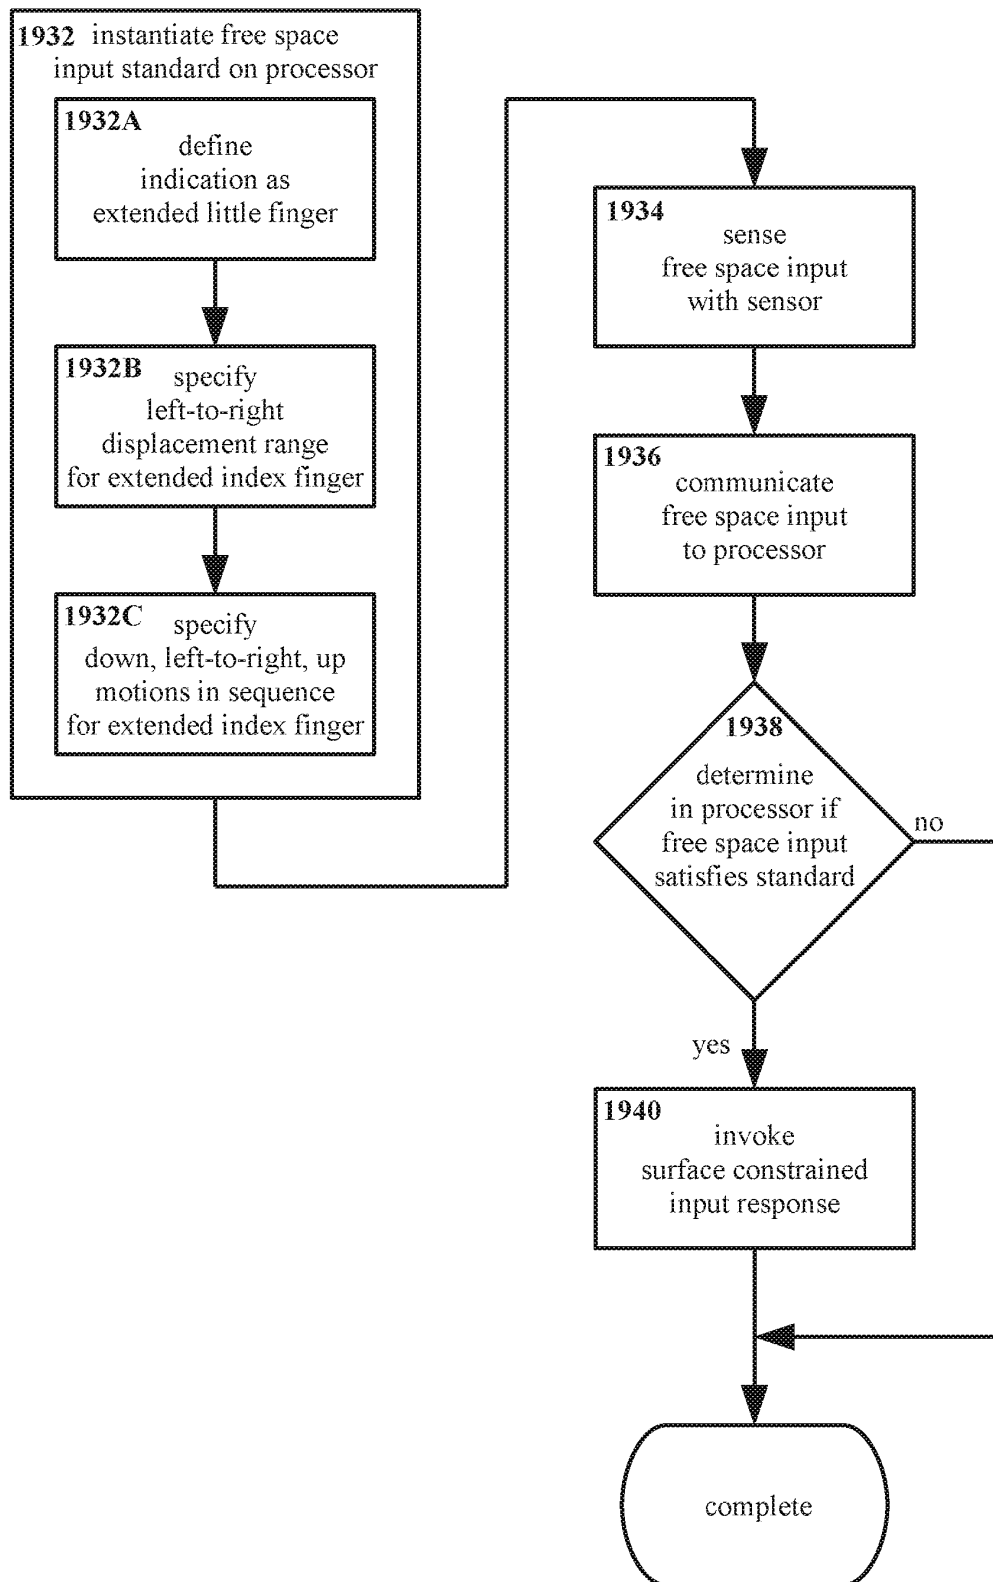 1932 instantiate free space
input standard on processor
1932A
define
indication as
extended little finger
1932B specify
left-to-right
displacement range
for extended index finger
1932C specify
down, left-to-right, up
motions in sequence
for extended index finger
1934
sense
free space input
with sensor
1936
communicate
free space input
to processor
1938
determine
in processor if
free space input
satisfies standard
no
yes
1940
invoke
surface constrained
input response
complete